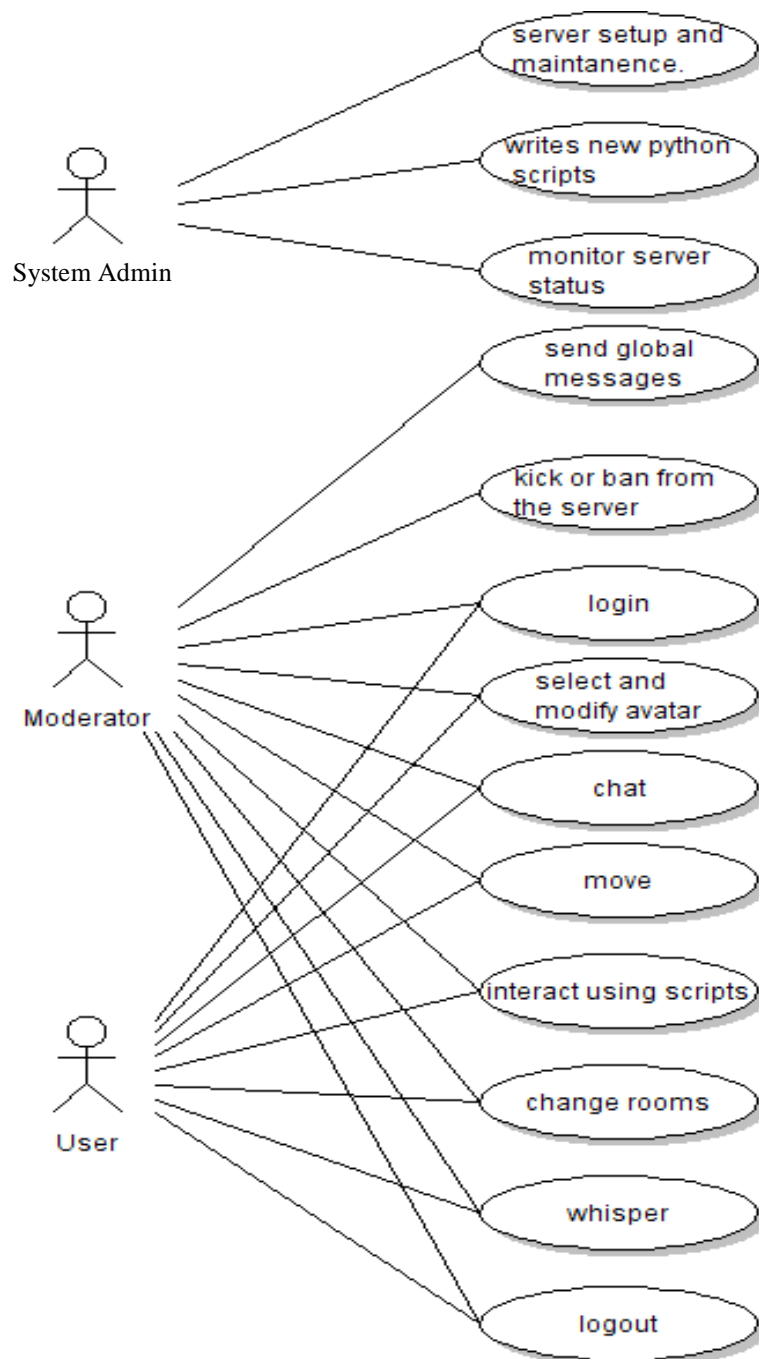 server setup and
maintanence.
writes new python
scripts
System Admin
monitor server
status
send global
messages
kick or ban from
the server
login
Moderator
select and
modify avatar
chat
move
interact using scripts
User
change rooms
whisper
logout